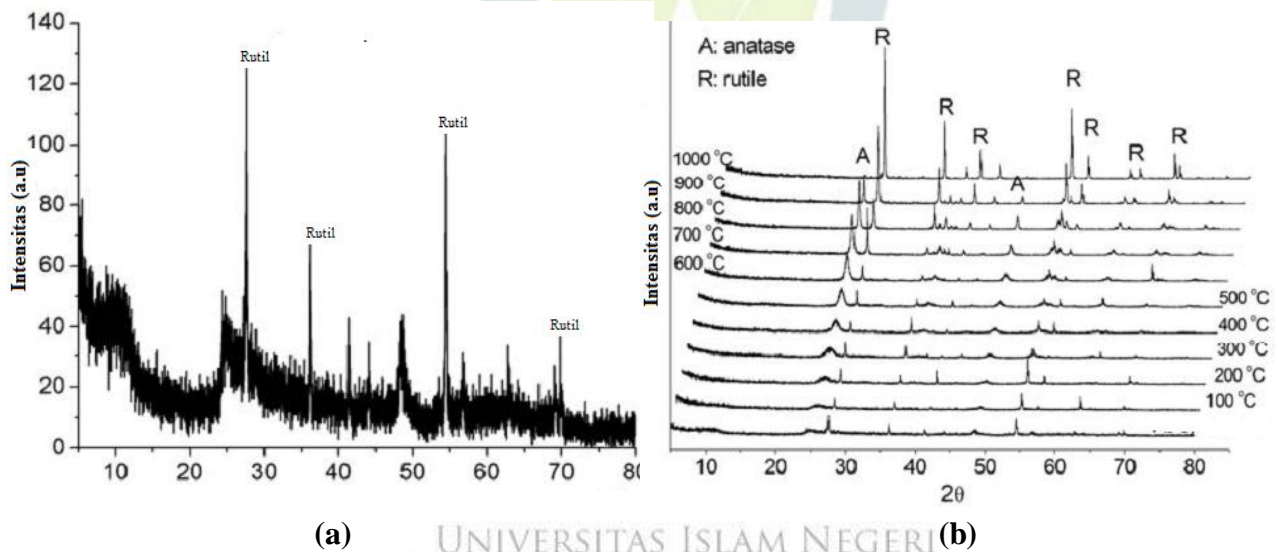 140
120
100
80
60
40
20
0
Intensitas (a.u)
Rutil
Rutil
Rutil
Rutil
10
20
30
40
50
60
70
80
(a)
A: anatase
R: rutile
R
R
R
R
R
R
R
A
A
1000 °C
900 °C
800 °C
700 °C
600 °C
500 °C
400 °C
300 °C
200 °C
100 °C
Intensitas (a.u)
10
20
30
40
50
60
70
80
2θ
(b)
UNIVERSITAS ISLAM NEGERI